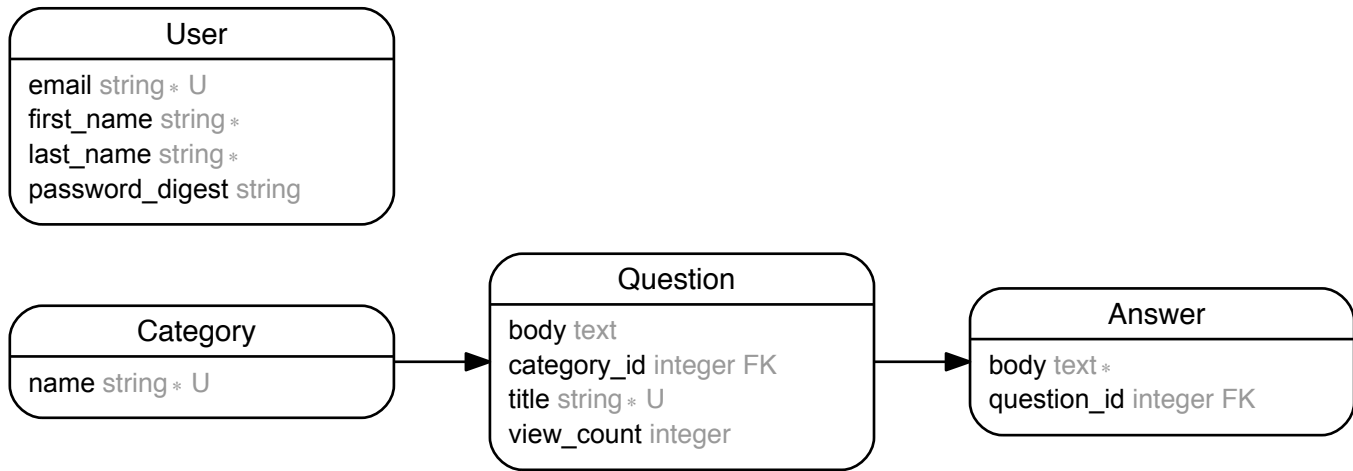 User
email string* U
first_name string*
last_name string*
password_digest string
Category
name string* U
Question
body text
category_id integer FK
title string* U
view_count integer
Answer
body text*
question_id integer FK